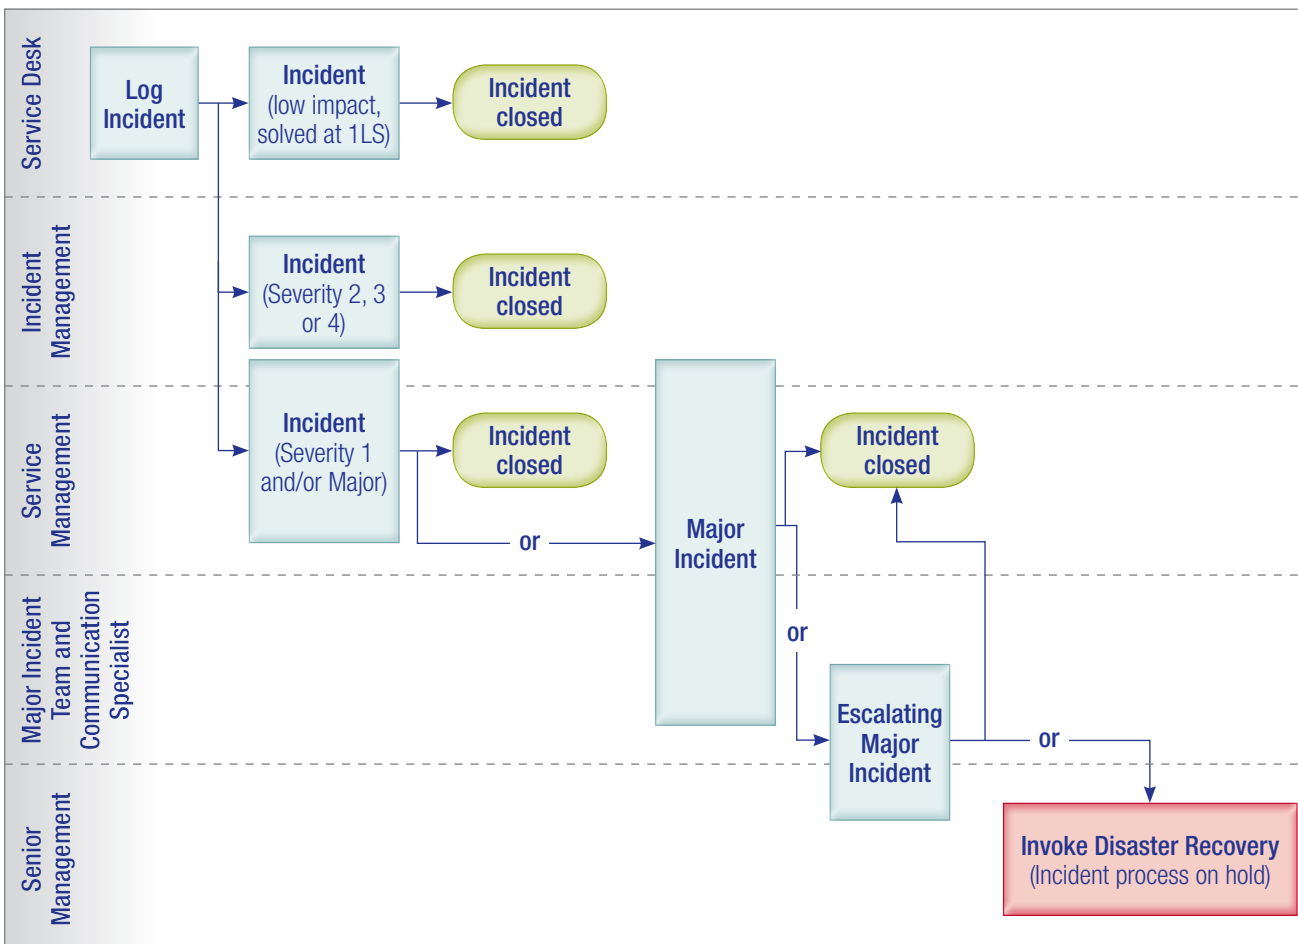 Service Desk
Log
Incident
Incident
(low impact,
solved at 1LS)
Incident
closed
Incident
Management
Incident
(Severity 2, 3
or 4)
Incident
closed
Service
Management
Incident
(Severity 1
and/or Major)
Incident
closed
or
Major
Incident
Incident
closed
Major Incident
Team and
Communication
Specialist
or
Escalating
Major
Incident
or
Senior
Management
Invoke Disaster Recovery
(Incident process on hold)